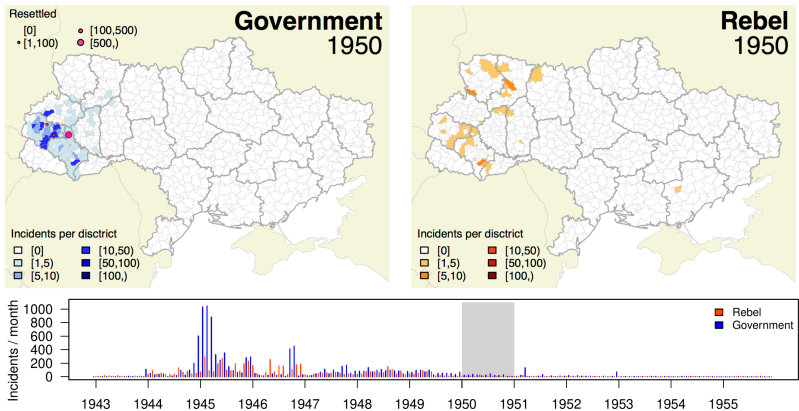 Government
1950
Resettled
[0]
[1,100)
[100,500)
[500,)
Incidents per disctrict
[0]
[1,5)
[5,10)
[10,50)
[50,100)
[100,)
Rebel
1950
Incidents per disctrict
[0]
[1,5)
[5,10)
[10,50)
[50,100)
[100,)
Incidents / month
1000
800
600
400
200
0
Rebel
Government
1943 1944 1945 1946 1947 1948 1949 1950 1951 1952 1953 1954 1955